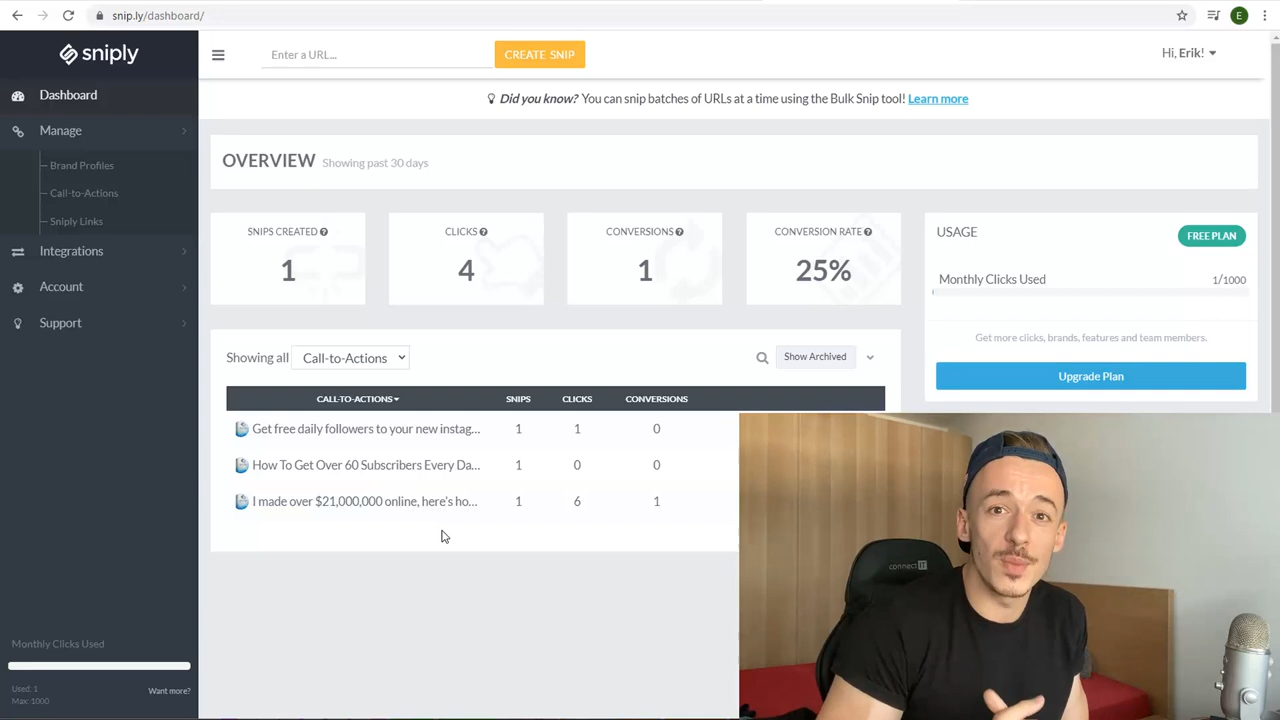 snip.ly/dashboard/
E
sniply
Enter a URL...
CREATE SNIP
Hi, Erik!
Did you know? You can snip batches of URLs at a time using the Bulk Snip tool! Learn more
Dashboard
Manage
Brand Profiles
Call-to-Actions
Sniply Links
Integrations
Account
Support
OVERVIEW Showing past 30 days
SNIPS CREATED
1
CLICKS
4
CONVERSIONS
1
CONVERSION RATE
25%
USAGE
FREE PLAN
Monthly Clicks Used 1/1000
Get more clicks, brands, features and team members.
Upgrade Plan
Showing all Call-to-Actions
Show Archived
CALL-TO-ACTIONS SNIPS CLICKS CONVERSIONS
Get free daily followers to your new instag... 1 1 0
How To Get Over 60 Subscribers Every Da... 1 0 0
I made over $21,000,000 online, here's ho... 1 6 1
connect IT
Monthly Clicks Used
Used: 1
Max: 1000
Want more?